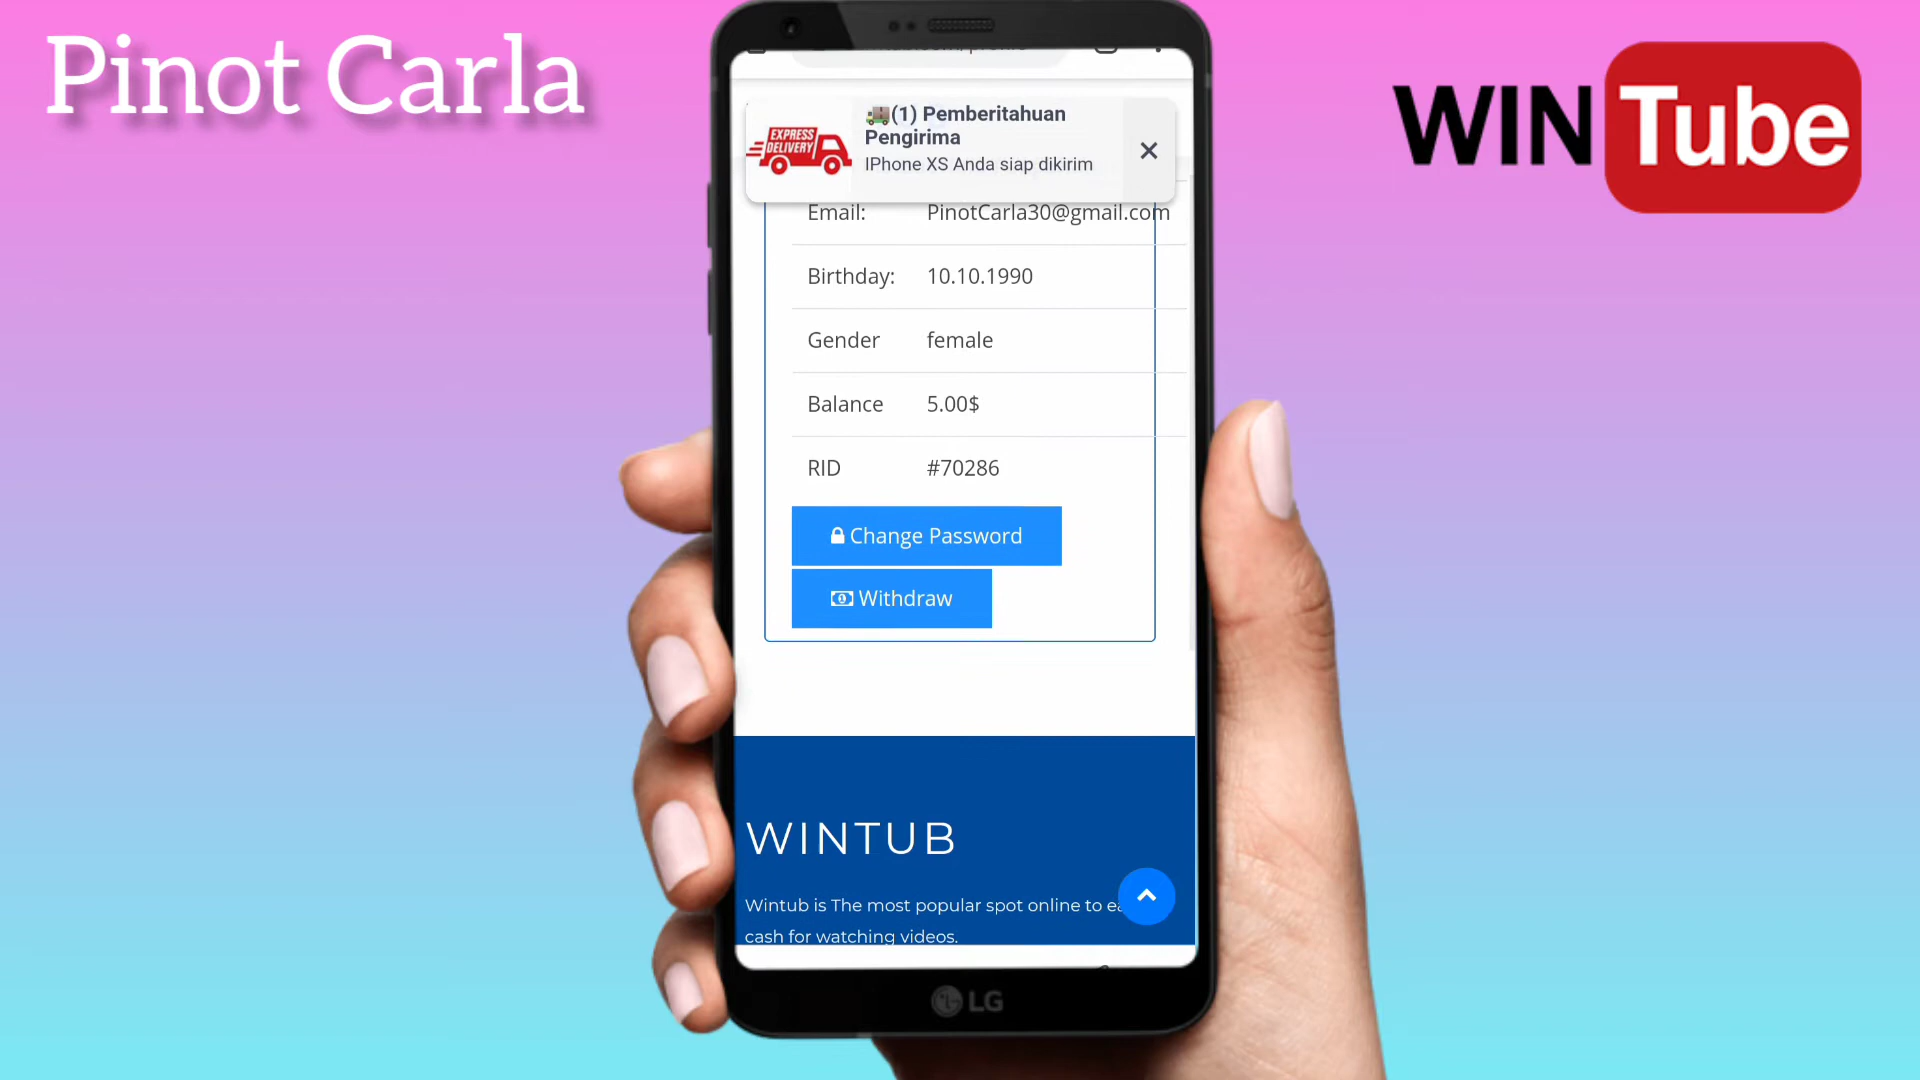 Pinot Carla
WIN Tube
EXPRESS
DELIVERY
(1) Pemberitahuan
Pengirima
IPhone XS Anda siap dikirim
Email: PinotCarla30@gmail.com
Birthday: 10.10.1990
Gender female
Balance 5.00$
RID #70286
Change Password
Withdraw
WINTUB
Wintub is The most popular spot online to
cash for watching videos.
LG